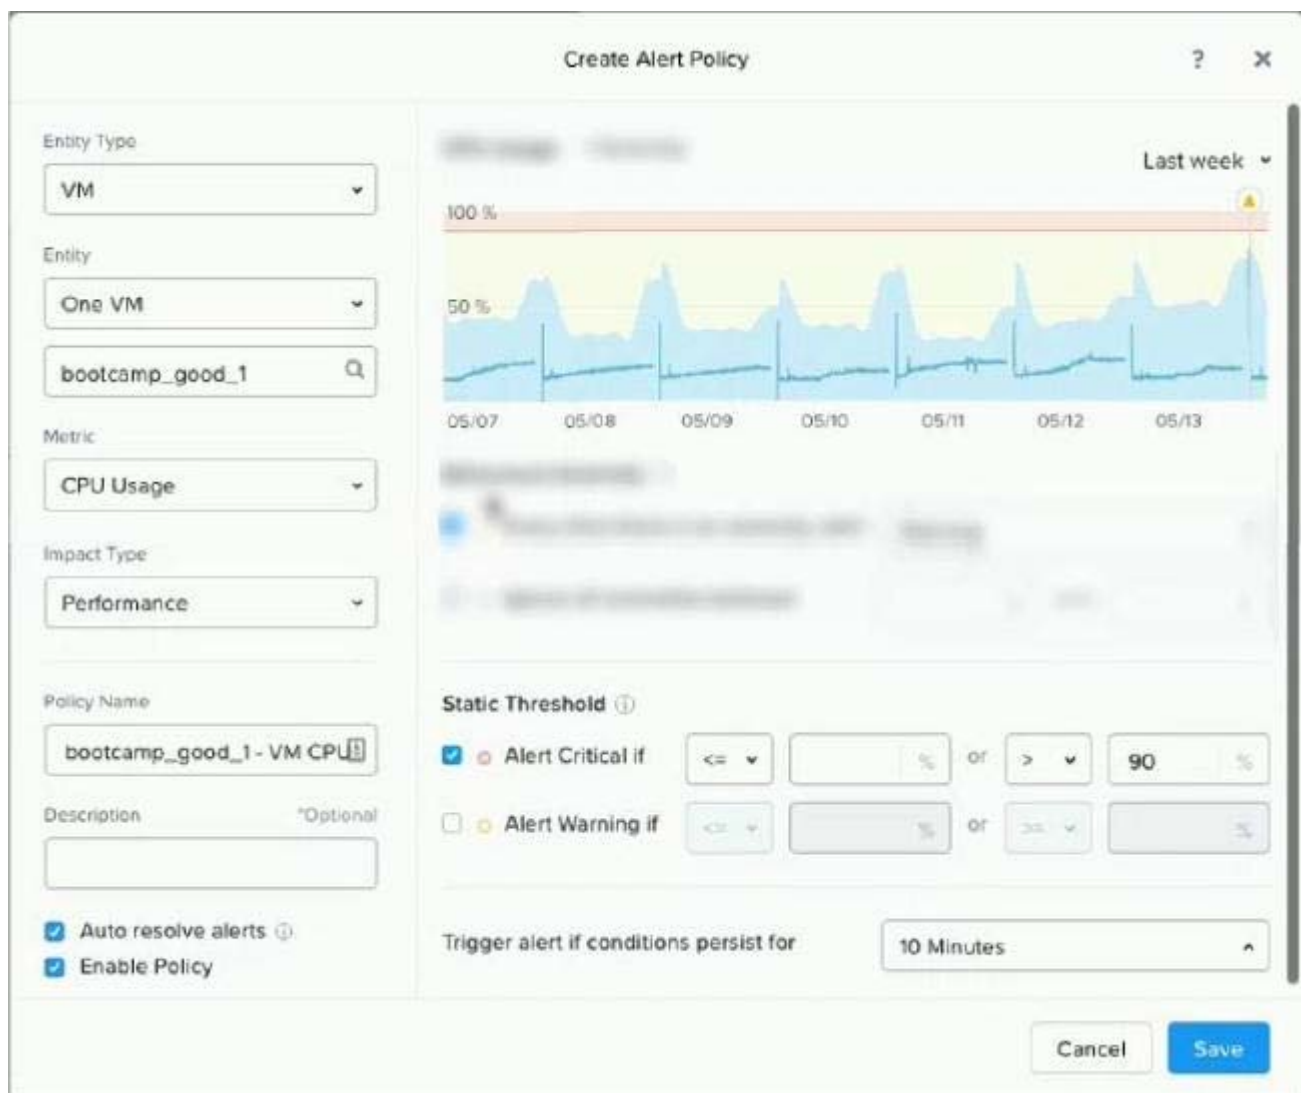 Create Alert Policy ?
Entity Type
VM
Entity
One VM
bootcamp_good_1
Metric
CPU Usage
Impact Type
Performance
Policy Name
bootcamp_good_1 - VM CPU
Description *Optional
Auto resolve alerts
Enable Policy
Last week
100 %
50 %
05/07 05/08 05/09 05/10 05/11 05/12 05/13
Static Threshold
Alert Critical if <= % or > 90 %
Alert Warning if <= % or >= %
Trigger alert if conditions persist for 10 Minutes
Cancel Save